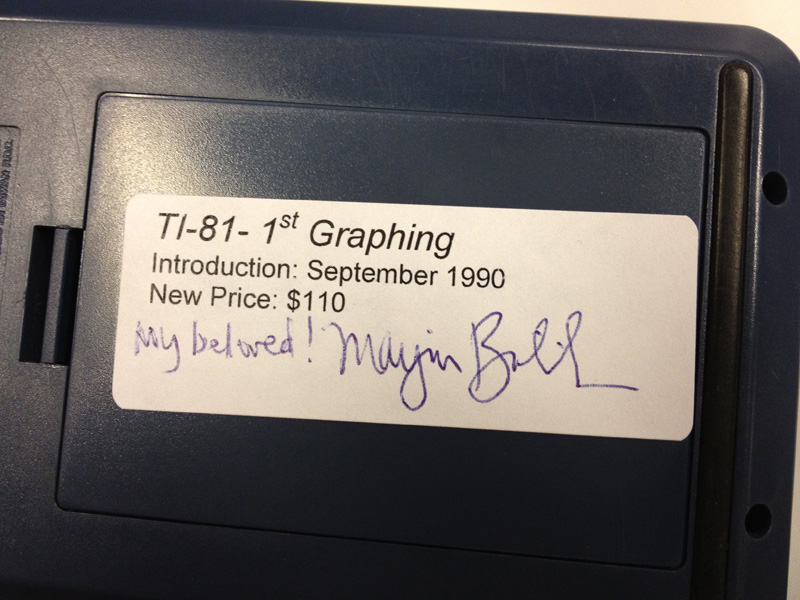 TI-81- 1st Graphing
Introduction: September 1990
New Price: $110
My beloved!